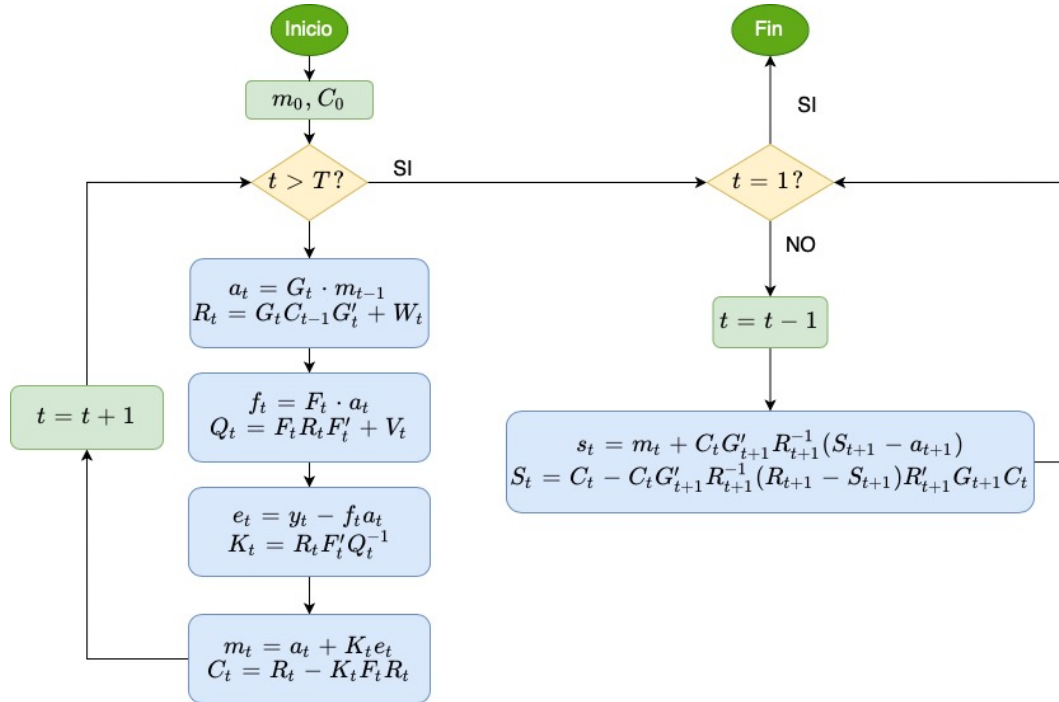 Inicio
m_0, C_0
t > T?
SI
a_t = G_t · m_{t−1}
R_t = G_t C_{t−1} G′_t + W_t
f_t = F_t · a_t
Q_t = F_t R_t F′_t + V_t
e_t = y_t − f_t a_t
K_t = R_t F′_t Q_t^{−1}
m_t = a_t + K_t e_t
C_t = R_t − K_t F_t R_t
t = t + 1
Fin
SI
t = 1?
NO
t = t − 1
s_t = m_t + C_t G′_{t+1} R_{t+1}^{−1} (S_{t+1} − a_{t+1})
S_t = C_t − C_t G′_{t+1} R_{t+1}^{−1} (R_{t+1} − S_{t+1}) R′_{t+1} G_{t+1} C_t